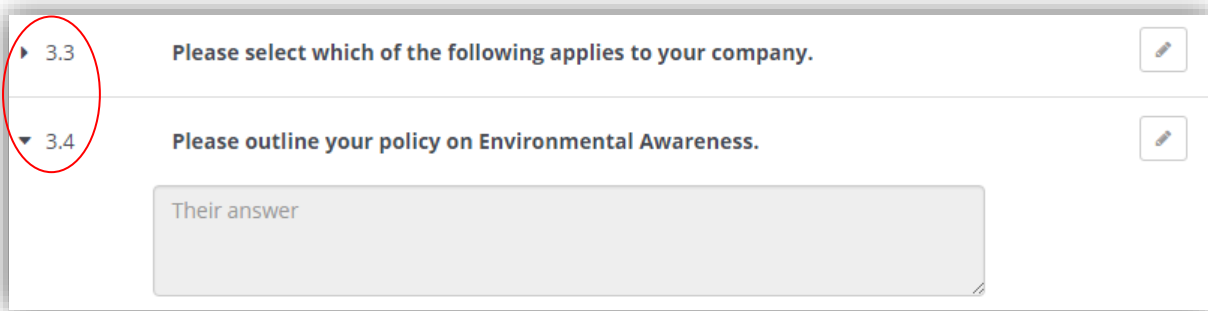 3.3 Please select which of the following applies to your company.
3.4 Please outline your policy on Environmental Awareness.
Their answer